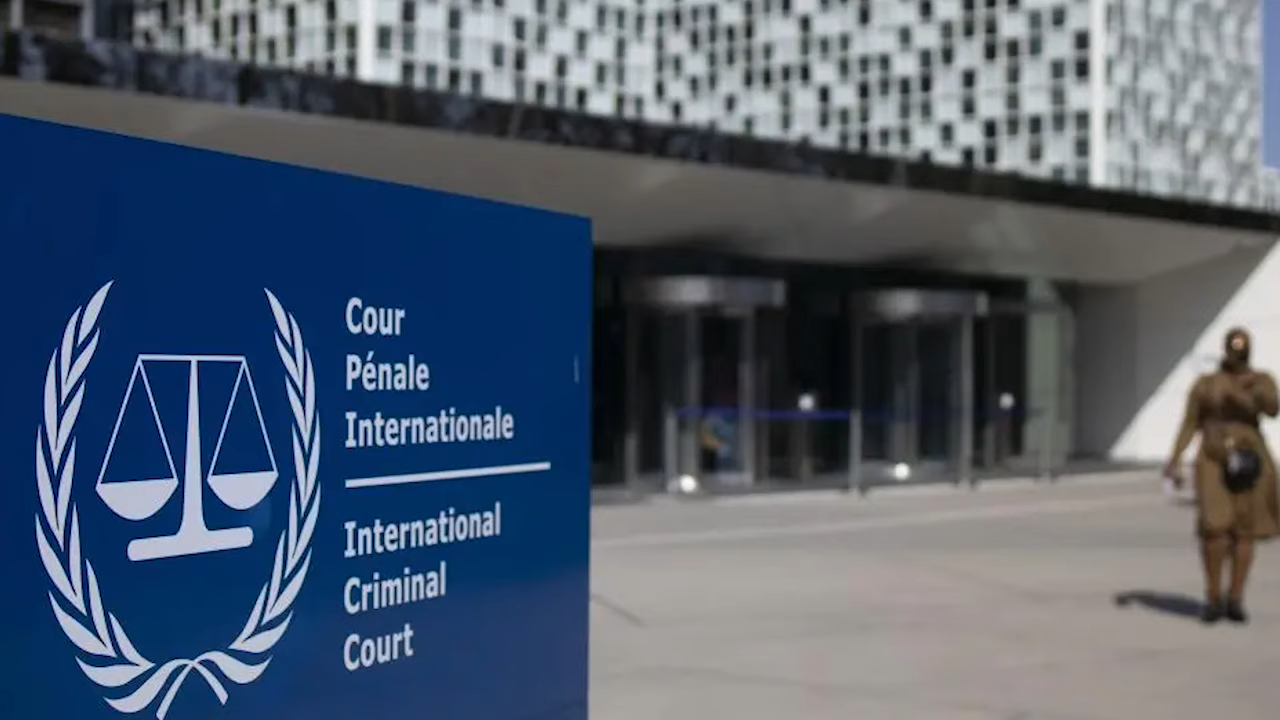 Cour
Pénale
Internationale
International
Criminal
Court